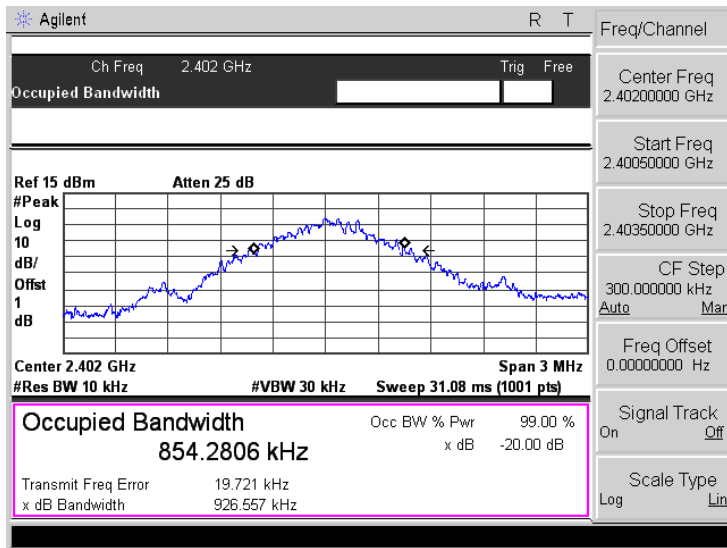 Agilent R T
Ch Freq 2.402 GHz Trig Free
Occupied Bandwidth
Ref 15 dBm Atten 25 dB
#Peak
Log
10
dB/
Offst
1
dB
Center 2.402 GHz Span 3 MHz
#Res BW 10 kHz #VBW 30 kHz Sweep 31.08 ms (1001 pts)
Occupied Bandwidth Occ BW % Pwr 99.00 %
854.2806 kHz x dB -20.00 dB
Transmit Freq Error 19.721 kHz
x dB Bandwidth 926.557 kHz
Freq/Channel
Center Freq
2.40200000 GHz
Start Freq
2.40050000 GHz
Stop Freq
2.40350000 GHz
CF Step
300.000000 kHz
Auto Mar
Freq Offset
0.00000000 Hz
Signal Track
On Off
Scale Type
Log Lin